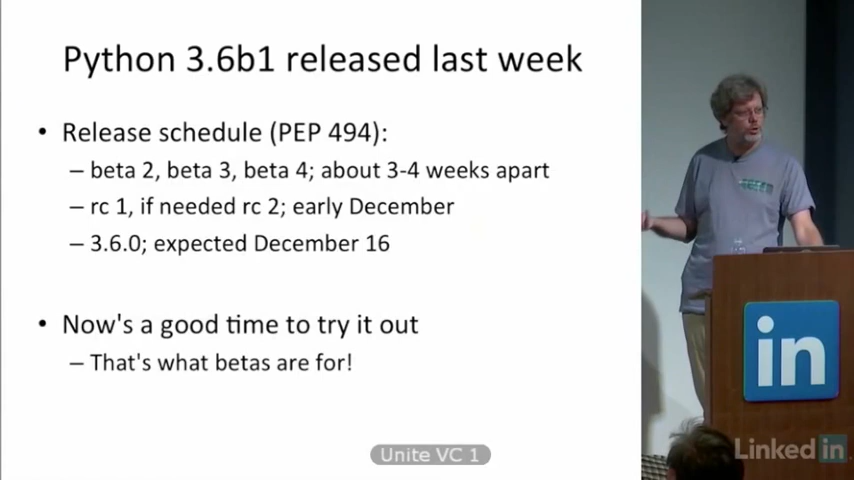 Python 3.6b1 released last week
• Release schedule (PEP 494):
– beta 2, beta 3, beta 4; about 3-4 weeks apart
– rc 1, if needed rc 2; early December
– 3.6.0; expected December 16
• Now's a good time to try it out
– That's what betas are for!
Unite VC 1
in
Linked in